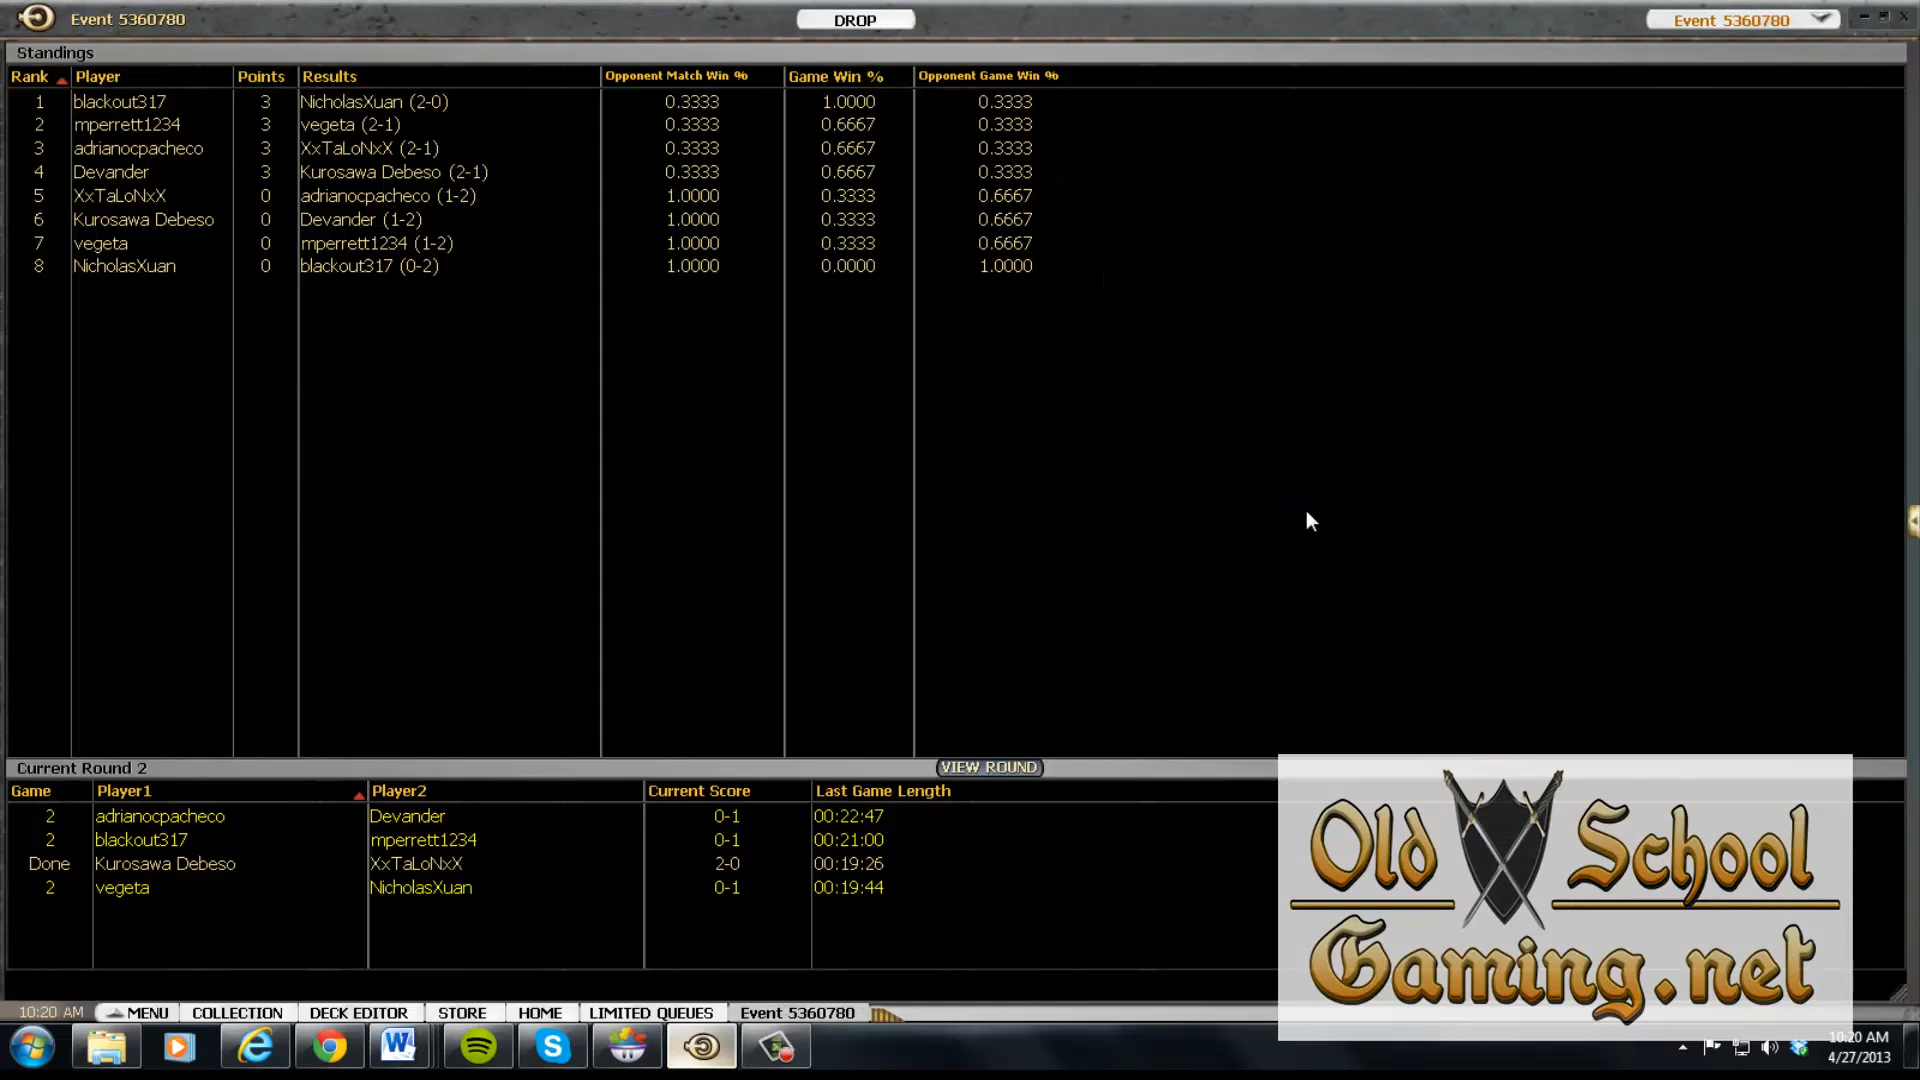 Event 5360780 DROP Event 5360780
Standings
Rank Player Points Results Opponent Match Win % Game Win % Opponent Game Win %
1 blackout317 3 NicholasXuan (2-0) 0.3333 1.0000 0.3333
2 mperrett1234 3 vegeta (2-1) 0.3333 0.6667 0.3333
3 adrianocpacheco 3 XxTaLoNxX (2-1) 0.3333 0.6667 0.3333
4 Devander 3 Kurosawa Debeso (2-1) 0.3333 0.6667 0.3333
5 XxTaLoNxX 0 adrianocpacheco (1-2) 1.0000 0.3333 0.6667
6 Kurosawa Debeso 0 Devander (1-2) 1.0000 0.3333 0.6667
7 vegeta 0 mperrett1234 (1-2) 1.0000 0.3333 0.6667
8 NicholasXuan 0 blackout317 (0-2) 1.0000 0.0000 1.0000
Current Round 2 VIEW ROUND
Game Player1 Player2 Current Score Last Game Length
2 adrianocpacheco Devander 0-1 00:22:47
2 blackout317 mperrett1234 0-1 00:21:00
Done Kurosawa Debeso XxTaLoNxX 2-0 00:19:26
2 vegeta NicholasXuan 0-1 00:19:44
Old School
Gaming.net
10:20 AM MENU COLLECTION DECK EDITOR STORE HOME LIMITED QUEUES Event 5360780
10:20 AM
4/27/2013